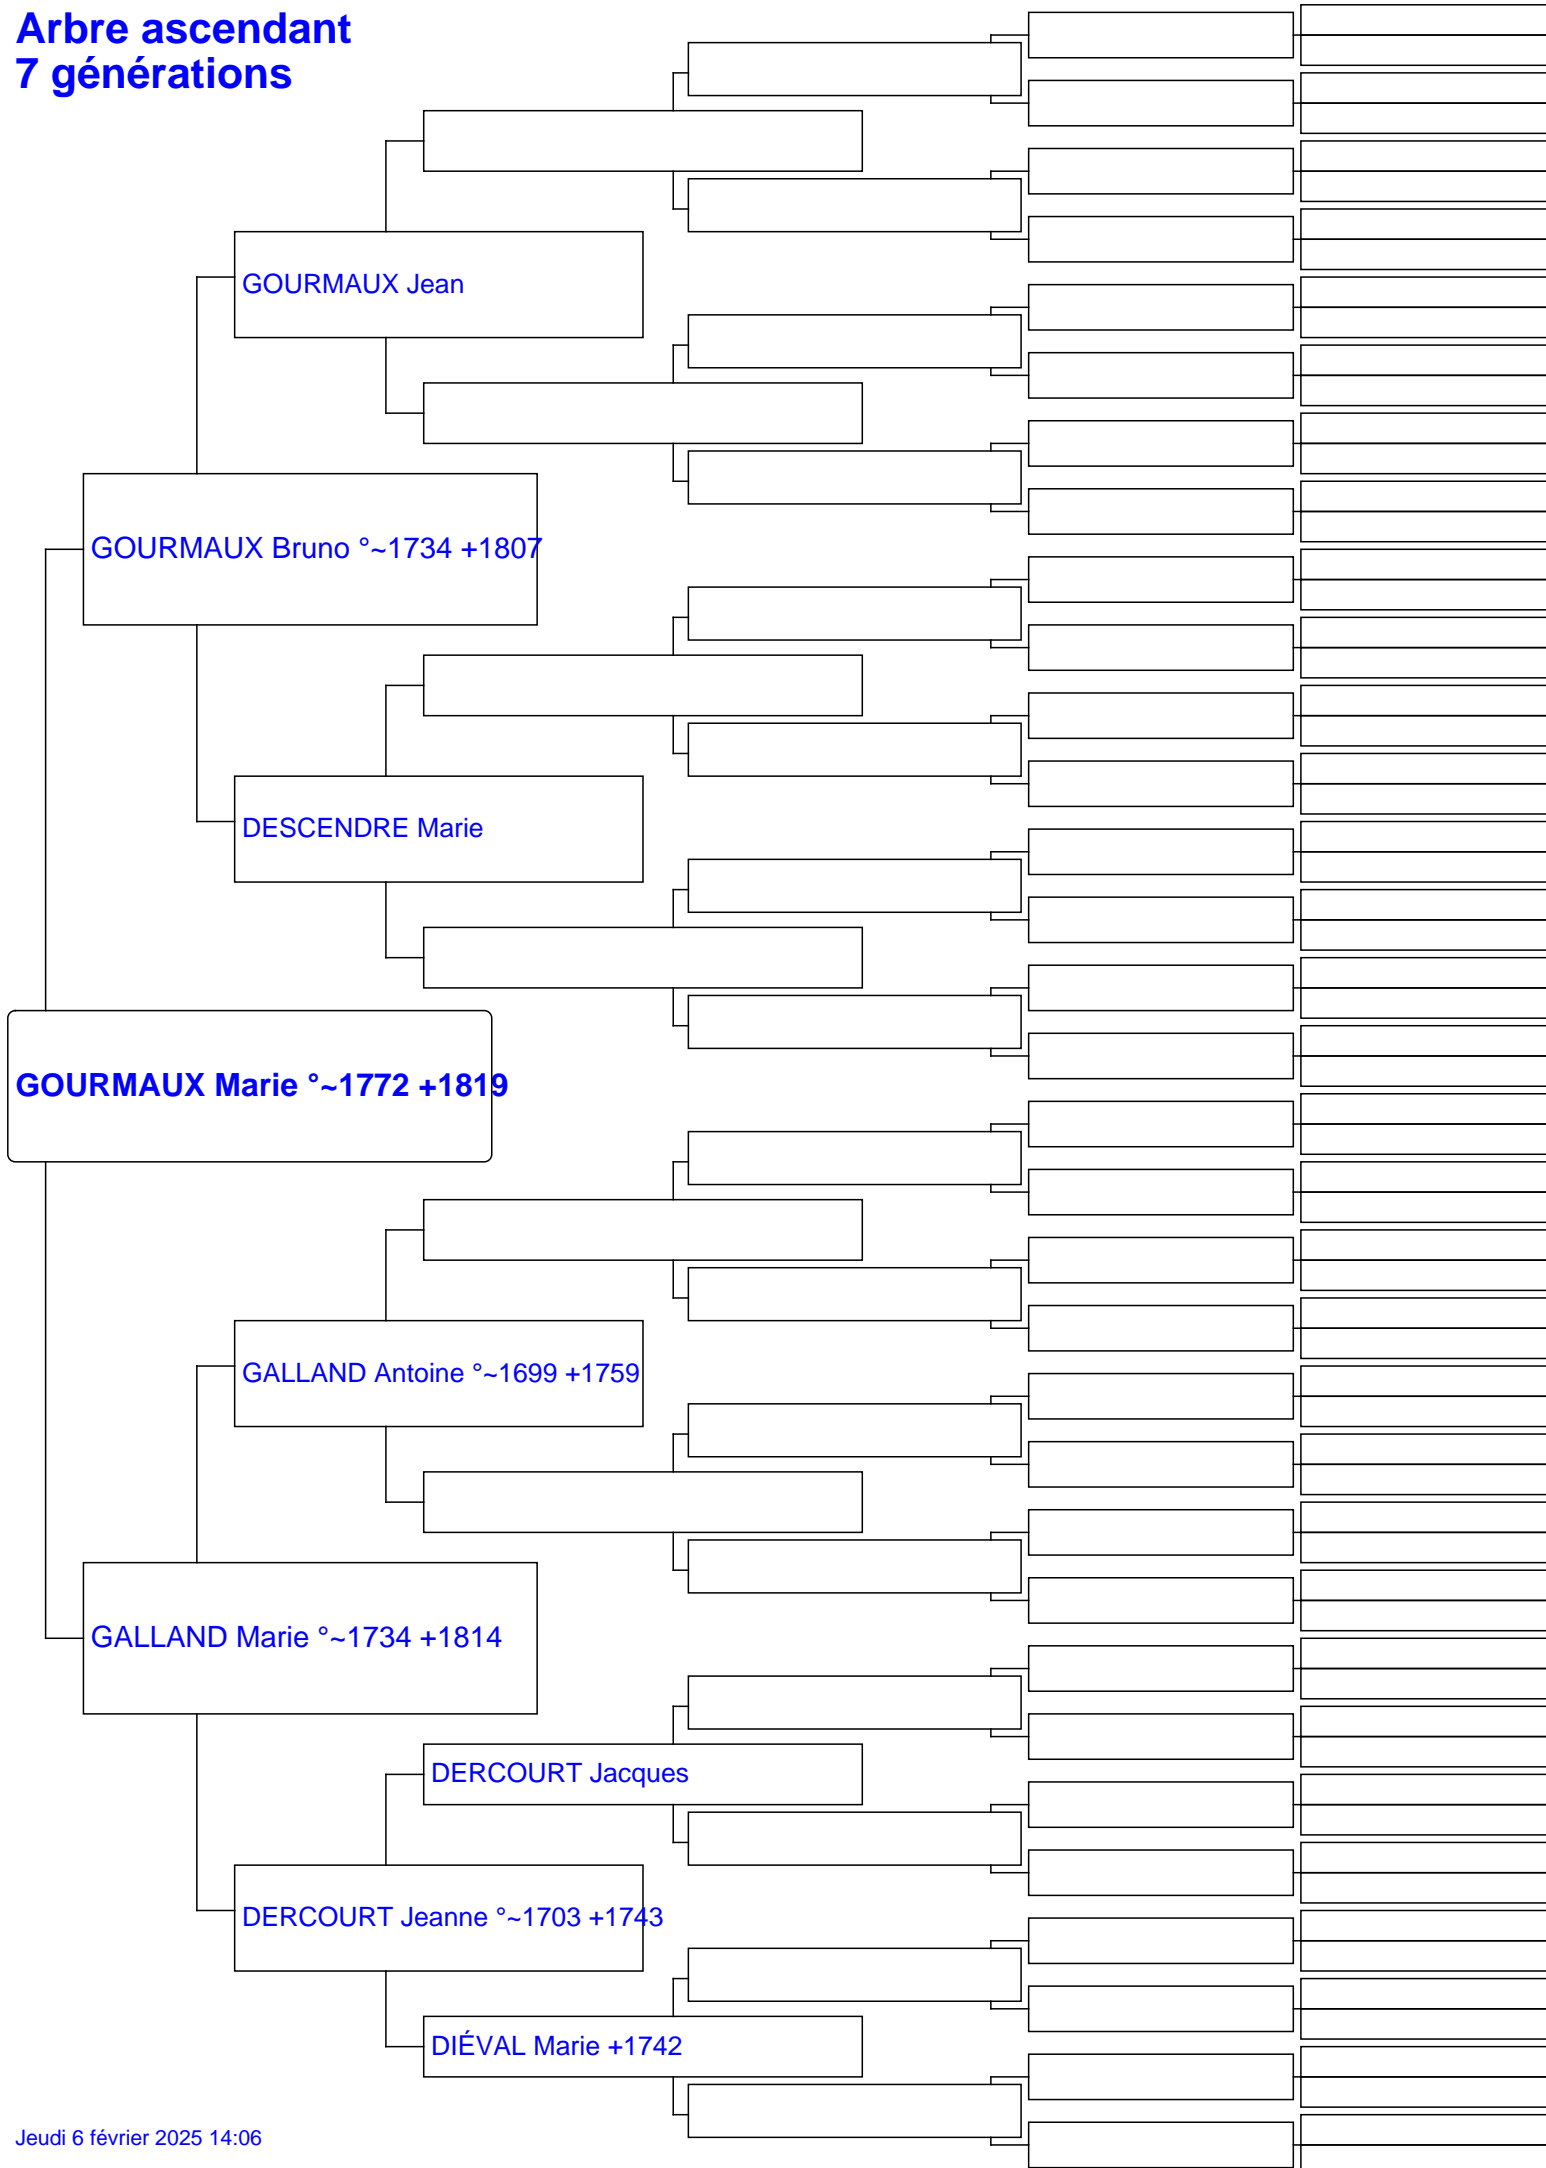 Arbre ascendant
7 générations
GOURMAUX Jean
GOURMAUX Bruno °~1734 +1807
DESCENDRE Marie
GOURMAUX Marie °~1772 +1819
GALLAND Antoine °~1699 +1759
GALLAND Marie °~1734 +1814
DERCOURT Jacques
DERCOURT Jeanne °~1703 +1743
DIÉVAL Marie +1742
Jeudi 6 février 2025 14:06